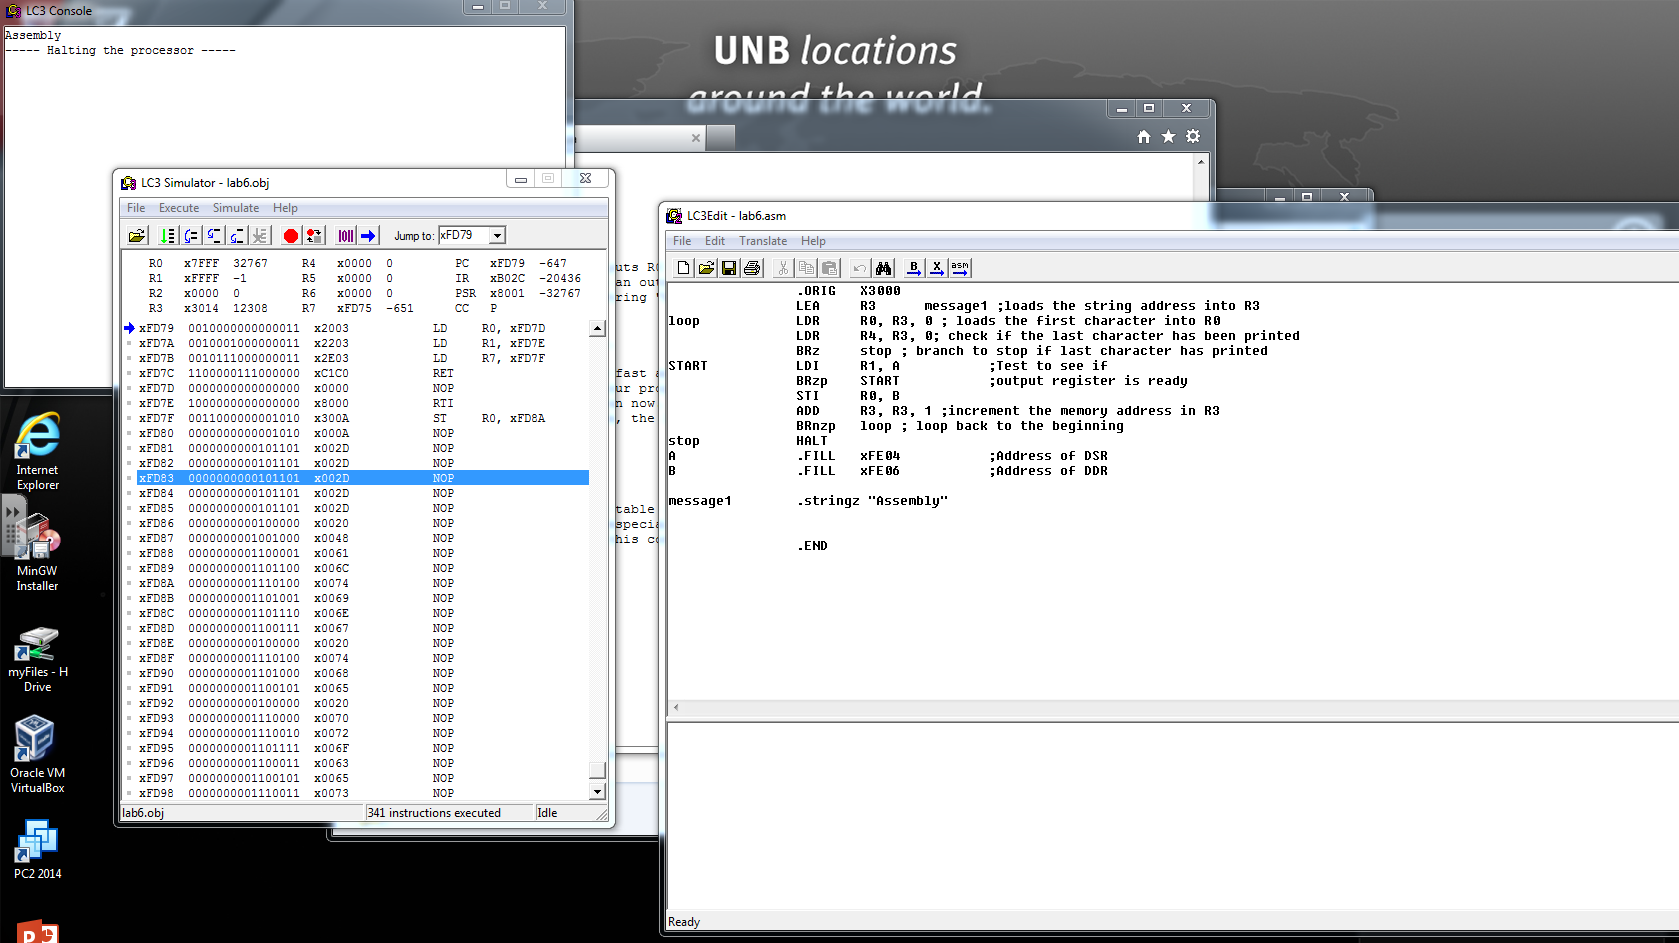 LC3 Console
Assembly
----- Halting the processor -----
UNB locations
around the world.
LC3 Simulator - lab6.obj
File Execute Simulate Help
Jump to: xFD79
R0 x7FFF 32767 R4 x0000 0 PC xFD79 -647
R1 xFFFF -1 R5 x0000 0 IR xB02C -20436
R2 x0000 0 R6 x0000 0 PSR x8001 -32767
R3 x3014 12308 R7 xFD75 -651 CC P
xFD79 0010000000000011 x2003 LD R0, xFD7D
xFD7A 0010001000000011 x2203 LD R1, xFD7E
xFD7B 0010111000000011 x2E03 LD R7, xFD7F
xFD7C 1100000111000000 xC1C0 RET
xFD7D 0000000000000000 x0000 NOP
xFD7E 1000000000000000 x8000 RTI
xFD7F 0011000000001010 x300A ST R0, xFD8A
xFD80 0000000000001010 x000A NOP
xFD81 0000000000101101 x002D NOP
xFD82 0000000000101101 x002D NOP
xFD83 0000000000101101 x002D NOP
xFD84 0000000000101101 x002D NOP
xFD85 0000000000101101 x002D NOP
xFD86 0000000000100000 x0020 NOP
xFD87 0000000001001000 x0048 NOP
xFD88 0000000001100001 x0061 NOP
xFD89 0000000001101100 x006C NOP
xFD8A 0000000001110100 x0074 NOP
xFD8B 0000000001101001 x0069 NOP
xFD8C 0000000001101110 x006E NOP
xFD8D 0000000001100111 x0067 NOP
xFD8E 0000000000100000 x0020 NOP
xFD8F 0000000001110100 x0074 NOP
xFD90 0000000001101000 x0068 NOP
xFD91 0000000001100101 x0065 NOP
xFD92 0000000000100000 x0020 NOP
xFD93 0000000001110000 x0070 NOP
xFD94 0000000001110010 x0072 NOP
xFD95 0000000001101111 x006F NOP
xFD96 0000000001100011 x0063 NOP
xFD97 0000000001100101 x0065 NOP
xFD98 0000000001110011 x0073 NOP
lab6.obj 341 instructions executed Idle
LC3Edit - lab6.asm
File Edit Translate Help
B X asm
.ORIG X3000
LEA R3 message1 ;loads the string address into R3
loop LDR R0, R3, 0 ; loads the first character into R0
LDR R4, R3, 0; check if the last character has been printed
BRz stop ; branch to stop if last character has printed
START LDI R1, A ;Test to see if
BRzp START ;output register is ready
STI R0, B
ADD R3, R3, 1 ;increment the memory address in R3
BRnzp loop ; loop back to the beginning
stop HALT
A .FILL xFE04 ;Address of DSR
B .FILL xFE06 ;Address of DDR
message1 .stringz "Assembly"
.END
Ready
Internet
Explorer
MinGW
Installer
myFiles - H
Drive
Oracle VM
VirtualBox
PC2 2014